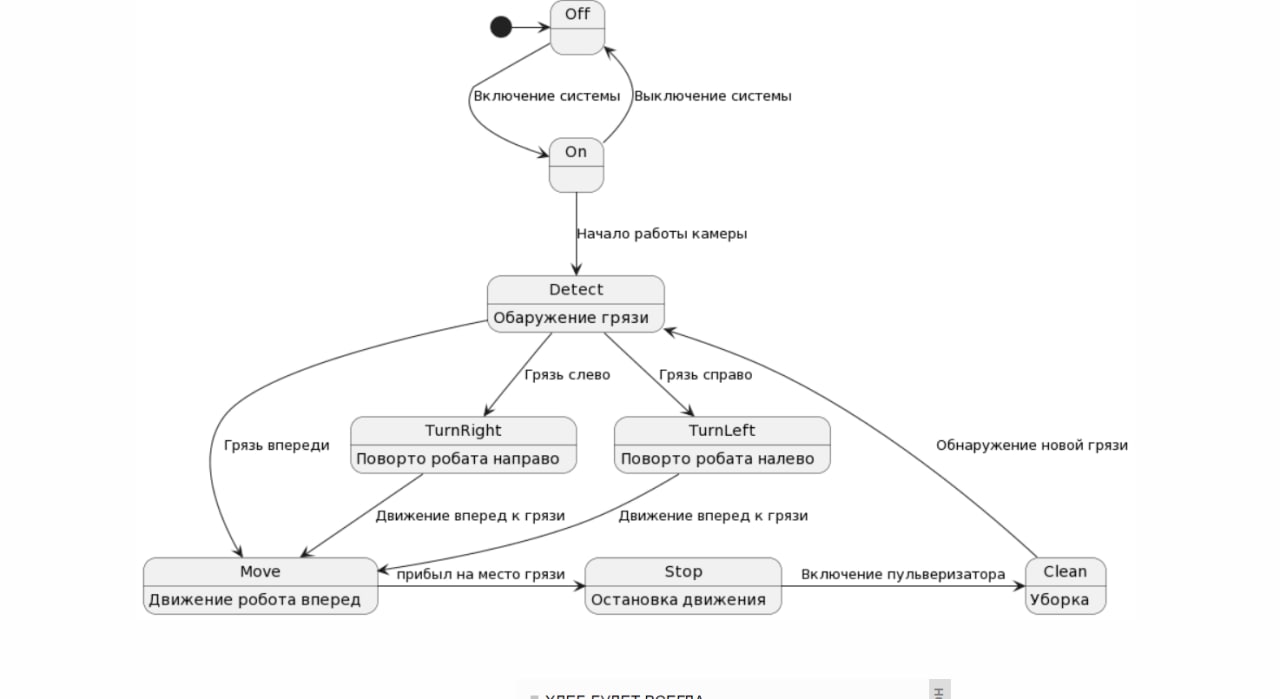 Off
Включение системы
Выключение системы
On
Начало работы камеры
Detect
Обаружение грязи
Грязь слево
Грязь справо
Грязь впереди
TurnRight
Поворто робата направо
TurnLeft
Поворто робата налево
Обнаружение новой грязи
Движение вперед к грязи
Движение вперед к грязи
Move
Движение робота вперед
прибыл на место грязи
Stop
Остановка движения
Включение пульверизатора
Clean
Уборка